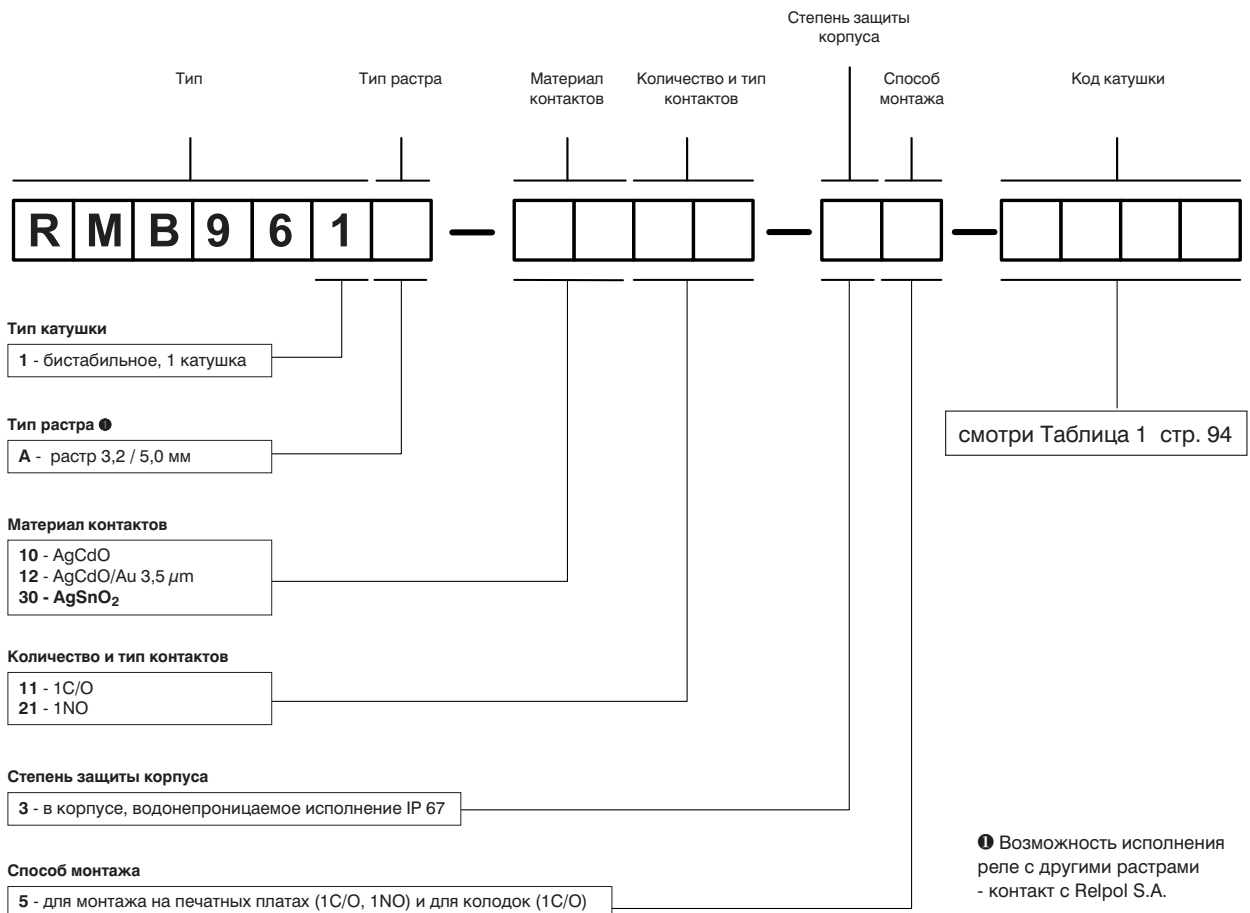 Степень защиты
корпуса
Тип
Тип растра
Материал
контактов
Количество и тип
контактов
Способ
монтажа
Код катушки
R M B 9 6 1 — — —
Тип катушки
1 - бистабильное, 1 катушка
Тип растра ❶
A - растр 3,2 / 5,0 мм
смотри Таблица 1 стр. 94
Материал контактов
10 - AgCdO
12 - AgCdO/Au 3,5 µm
30 - AgSnO₂
Количество и тип контактов
11 - 1C/O
21 - 1NO
Степень защиты корпуса
3 - в корпусе, водонепроницаемое исполнение IP 67
Способ монтажа
5 - для монтажа на печатных платах (1C/O, 1NO) и для колодок (1C/O)
❶ Возможность исполнения
реле с другими растрами
- контакт с Relpol S.A.